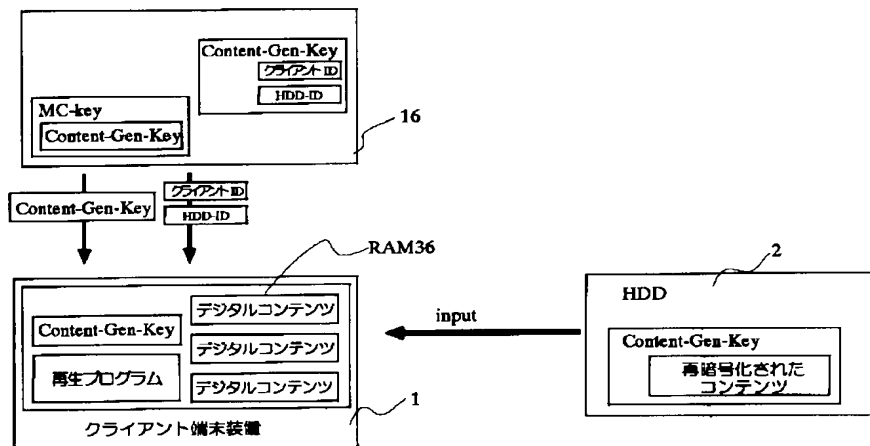 Content-Gen-Key
クライアントID
HDD-ID
MC-key
Content-Gen-Key
16
Content-Gen-Key
クライアントID
HDD-ID
RAM36
2
HDD
デジタルコンテンツ
input
Content-Gen-Key
デジタルコンテンツ
Content-Gen-Key
再生プログラム
デジタルコンテンツ
再暗号化された
コンテンツ
クライアント端末装置
1